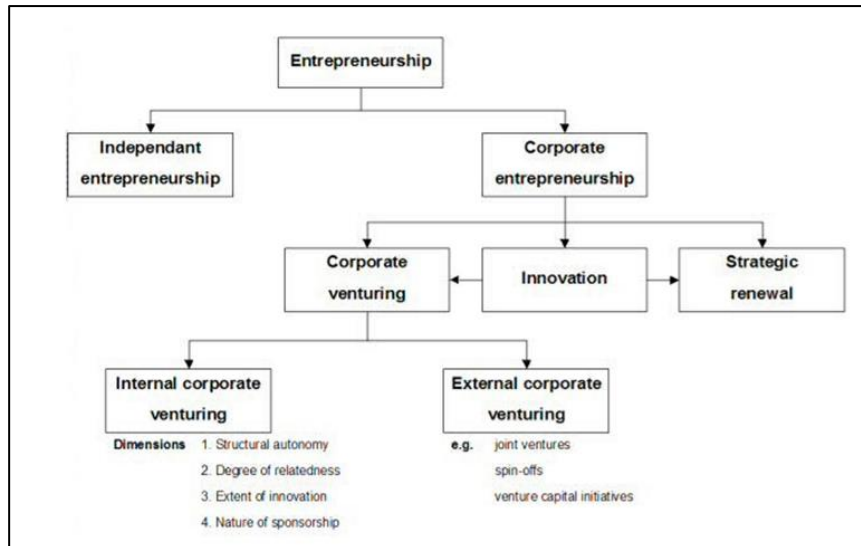 Entrepreneurship
Independant
entrepreneurship
Corporate
entrepreneurship
Corporate
venturing
Innovation
Strategic
renewal
Internal corporate
venturing
External corporate
venturing
Dimensions 1. Structural autonomy
2. Degree of relatedness
3. Extent of innovation
4. Nature of sponsorship
e.g. joint ventures
spin-offs
venture capital initiatives